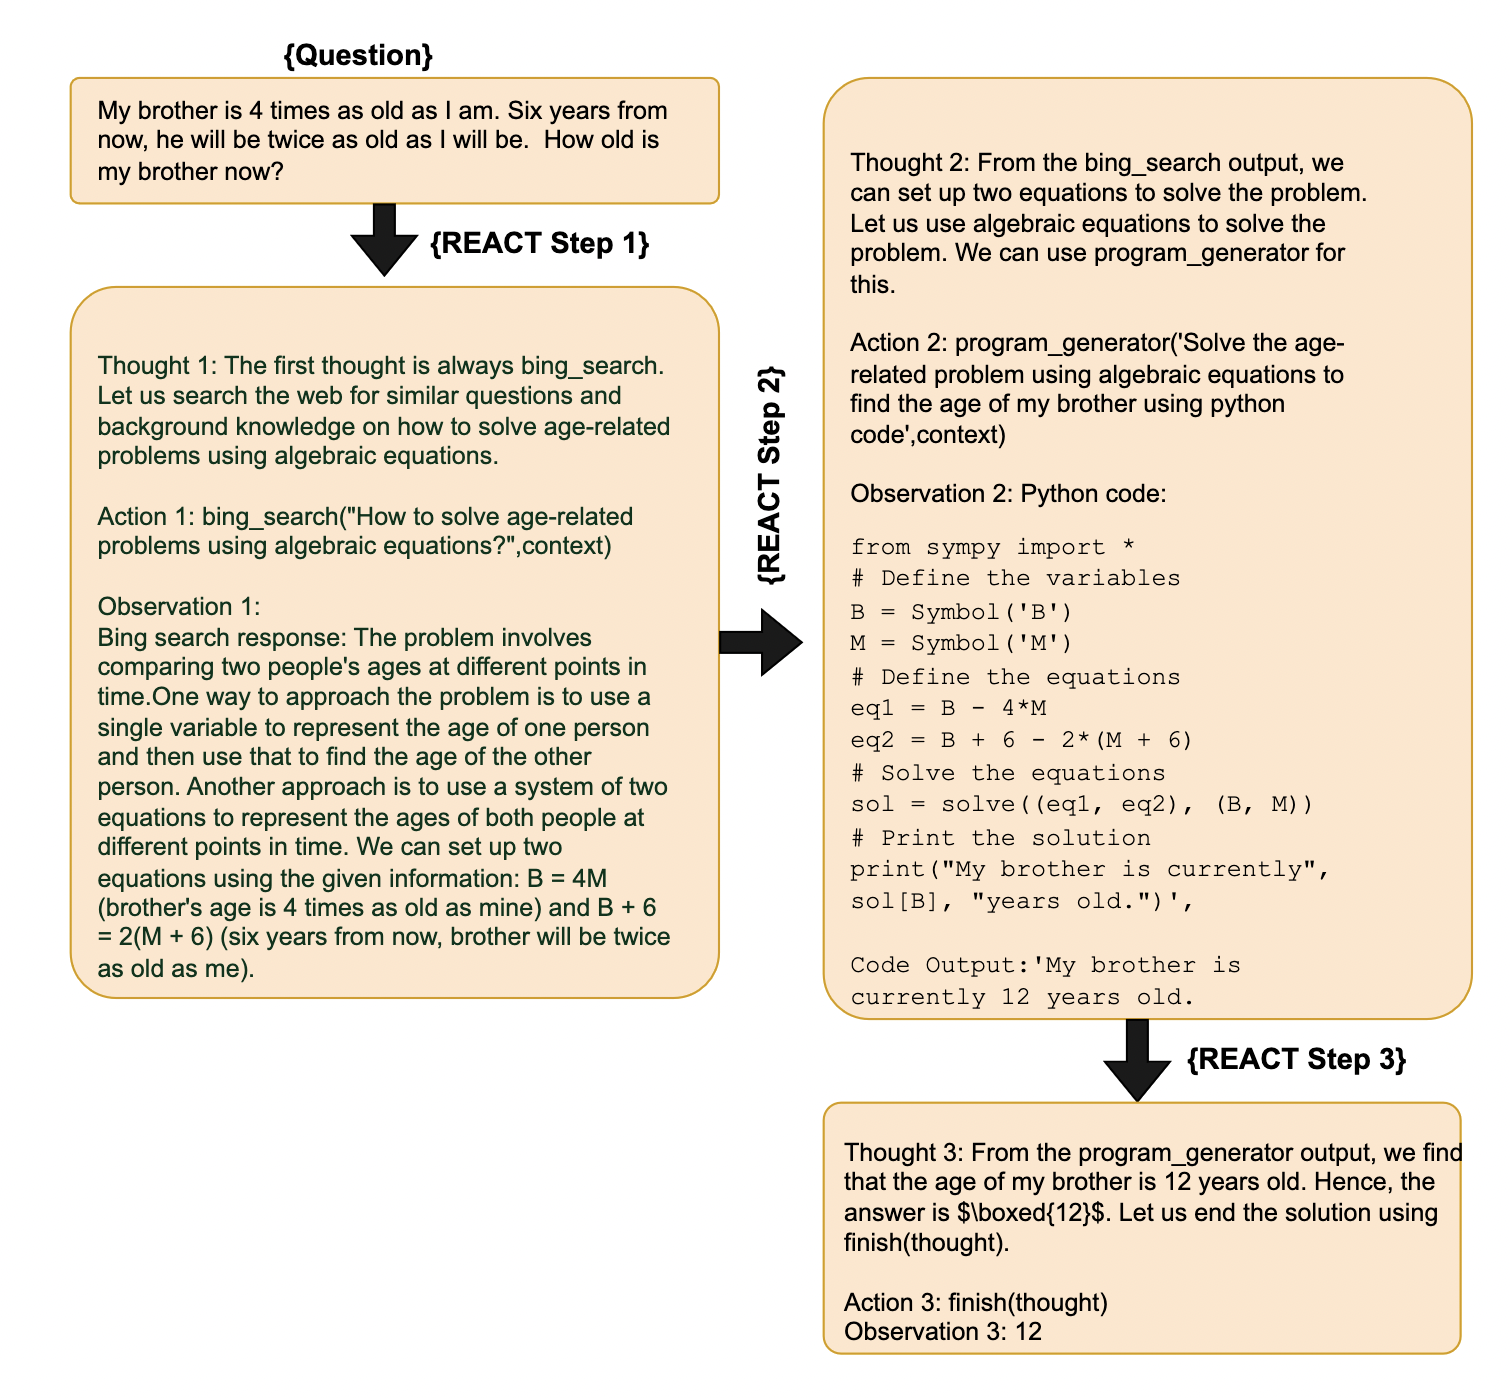 {Question}
My brother is 4 times as old as I am. Six years from
now, he will be twice as old as I will be.  How old is
my brother now?
{REACT Step 1}
Thought 1: The first thought is always bing_search.
Let us search the web for similar questions and
background knowledge on how to solve age-related
problems using algebraic equations.
Action 1: bing_search("How to solve age-related
problems using algebraic equations?",context)
Observation 1:
Bing search response: The problem involves
comparing two people's ages at different points in
time.One way to approach the problem is to use a
single variable to represent the age of one person
and then use that to find the age of the other
person. Another approach is to use a system of two
equations to represent the ages of both people at
different points in time. We can set up two
equations using the given information: B = 4M
(brother's age is 4 times as old as mine) and B + 6
= 2(M + 6) (six years from now, brother will be twice
as old as me).
{REACT Step 2}
Thought 2: From the bing_search output, we
can set up two equations to solve the problem.
Let us use algebraic equations to solve the
problem. We can use program_generator for
this.
Action 2: program_generator('Solve the age-
related problem using algebraic equations to
find the age of my brother using python
code',context)
Observation 2: Python code:
from sympy import *
# Define the variables
B = Symbol('B')
M = Symbol('M')
# Define the equations
eq1 = B - 4*M
eq2 = B + 6 - 2*(M + 6)
# Solve the equations
sol = solve((eq1, eq2), (B, M))
# Print the solution
print("My brother is currently",
sol[B], "years old.")',
Code Output:'My brother is
currently 12 years old.
{REACT Step 3}
Thought 3: From the program_generator output, we find
that the age of my brother is 12 years old. Hence, the
answer is $\boxed{12}$. Let us end the solution using
finish(thought).
Action 3: finish(thought)
Observation 3: 12